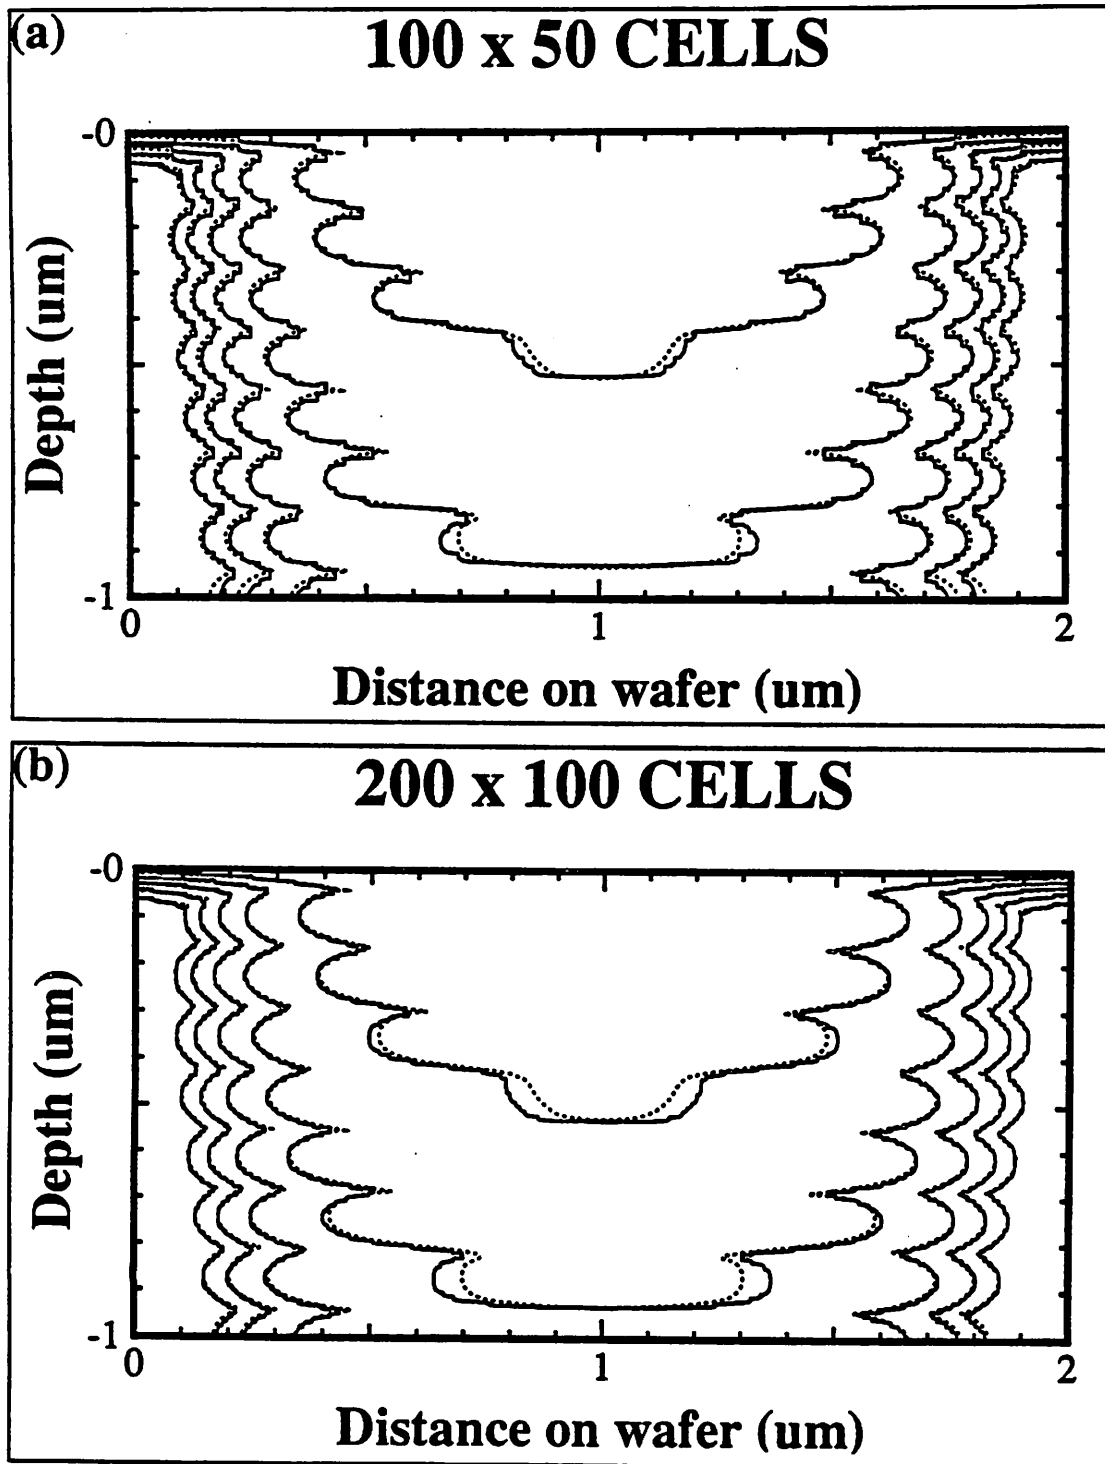 (a)
100 x 50 CELLS
-0
Depth (um)
-1
0 1 2
Distance on wafer (um)
(b)
200 x 100 CELLS
-0
Depth (um)
-1
0 1 2
Distance on wafer (um)